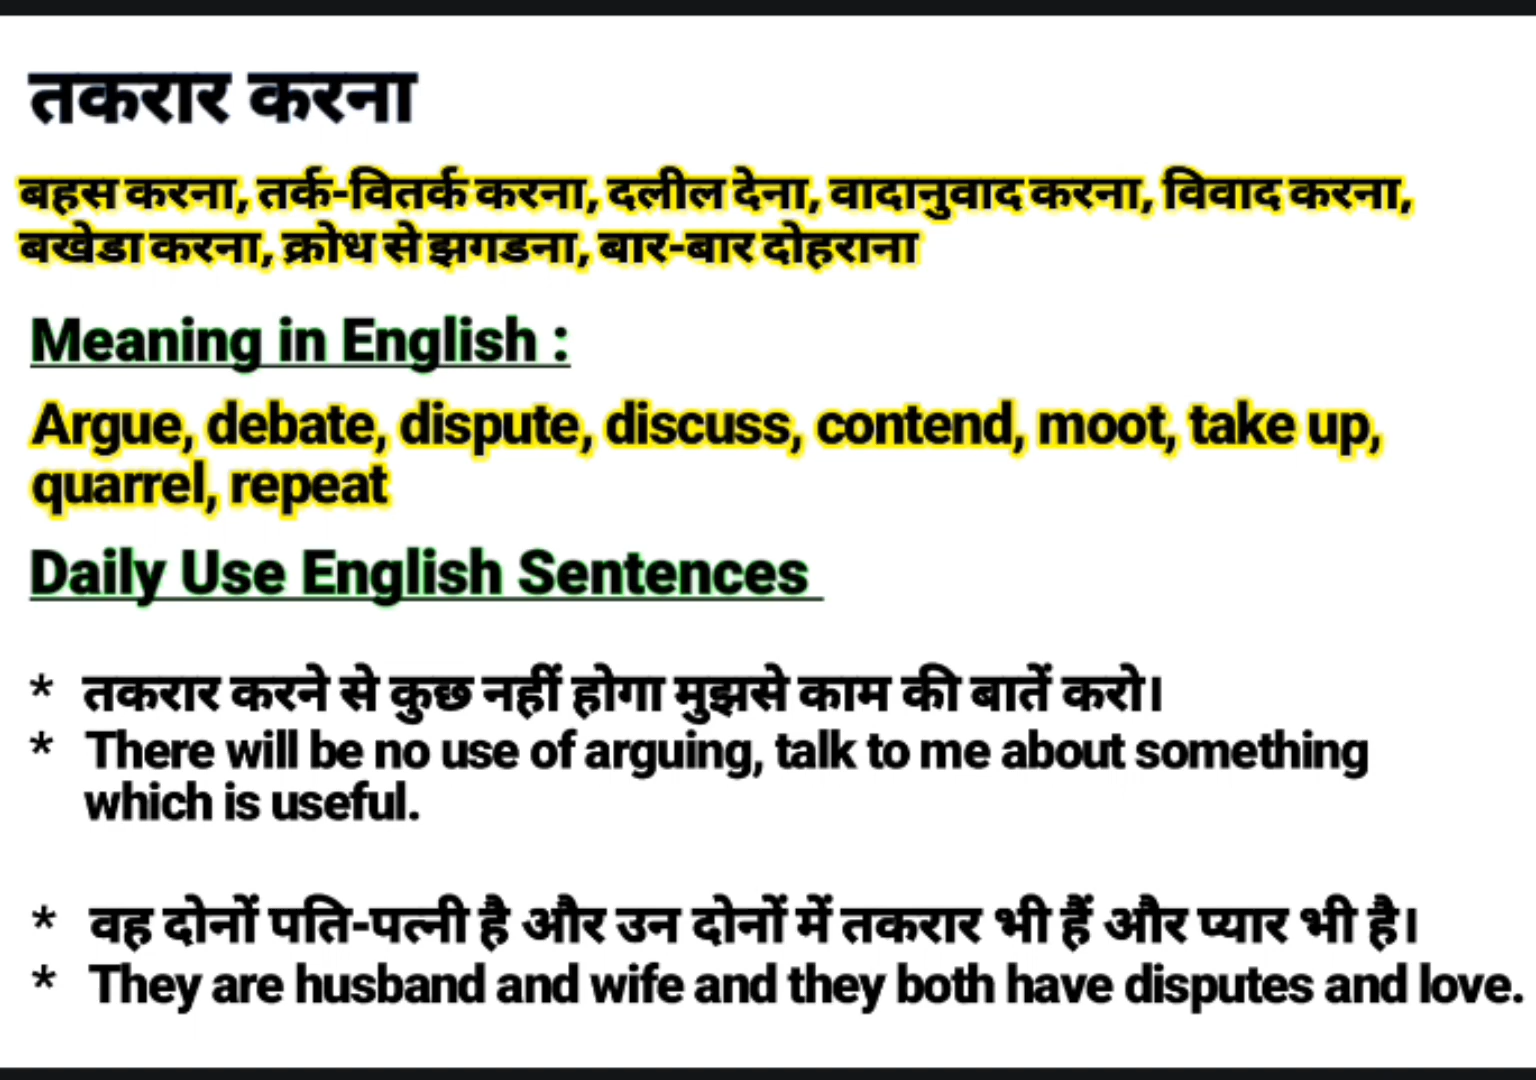 तकरार करना
बहस करना, तर्क-वितर्क करना, दलील देना, वादानुवाद करना, विवाद करना,
बखेडा करना, क्रोध से झगडना, बार-बार दोहराना
Meaning in English :
Argue, debate, dispute, discuss, contend, moot, take up,
quarrel, repeat
Daily Use English Sentences
* तकरार करने से कुछ नहीं होगा मुझसे काम की बातें करो।
* There will be no use of arguing, talk to me about something
which is useful.
* वह दोनों पति-पत्नी है और उन दोनों में तकरार भी हैं और प्यार भी है।
* They are husband and wife and they both have disputes and love.